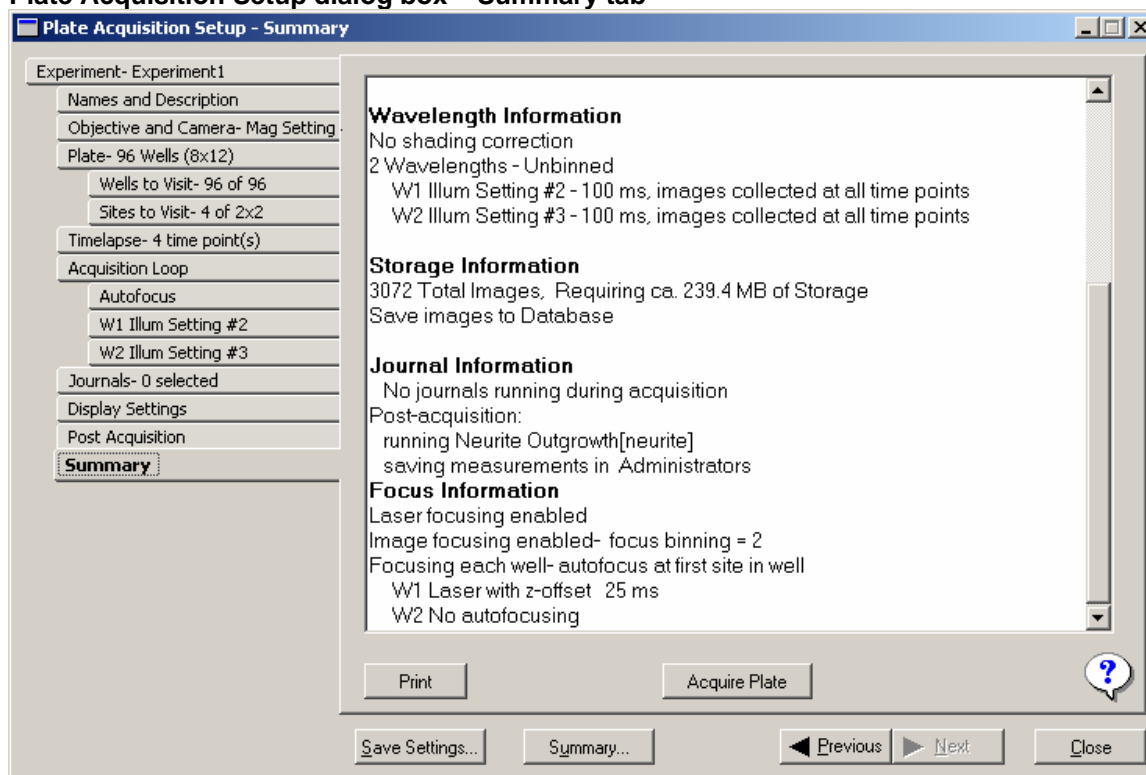 Plate Acquisition Setup dialog box – Summary tab
Plate Acquisition Setup - Summary
Experiment- Experiment1
Names and Description
Objective and Camera- Mag Setting
Plate- 96 Wells (8x12)
Wells to Visit- 96 of 96
Sites to Visit- 4 of 2x2
Timelapse- 4 time point(s)
Acquisition Loop
Autofocus
W1 Illum Setting #2
W2 Illum Setting #3
Journals- 0 selected
Display Settings
Post Acquisition
Summary
Wavelength Information
No shading correction
2 Wavelengths - Unbinned
W1 Illum Setting #2 - 100 ms, images collected at all time points
W2 Illum Setting #3 - 100 ms, images collected at all time points
Storage Information
3072 Total Images, Requiring ca. 239.4 MB of Storage
Save images to Database
Journal Information
No journals running during acquisition
Post-acquisition:
running Neurite Outgrowth[neurite]
saving measurements in Administrators
Focus Information
Laser focusing enabled
Image focusing enabled- focus binning = 2
Focusing each well- autofocus at first site in well
W1 Laser with z-offset 25 ms
W2 No autofocusing
Print
Acquire Plate
?
Save Settings...
Summary...
Previous
Next
Close